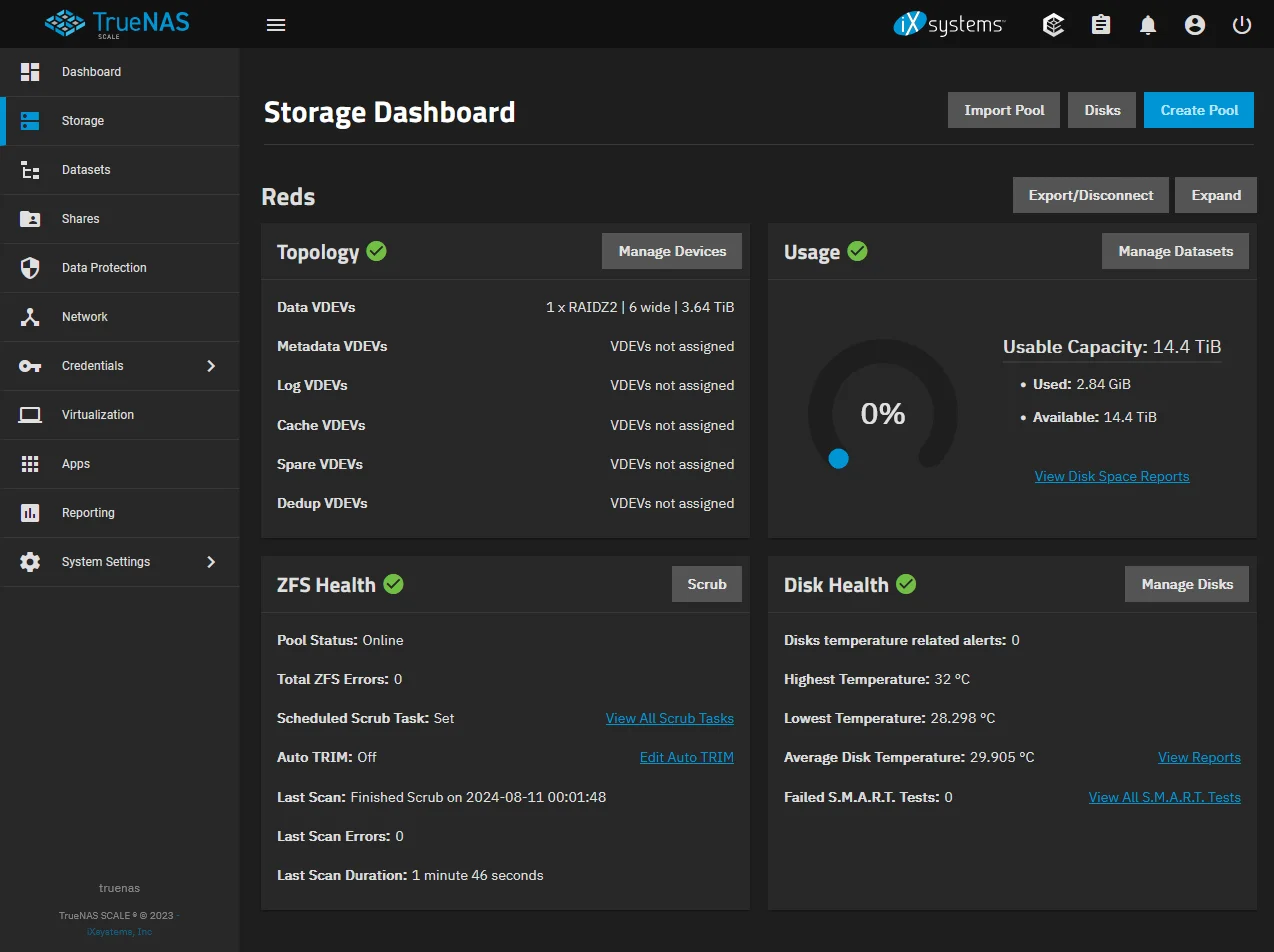 TrueNAS
SCALE
iXsystems
Dashboard
Storage
Datasets
Shares
Data Protection
Network
Credentials
Virtualization
Apps
Reporting
System Settings
truenas
TrueNAS SCALE ® © 2023 -
iXsystems, Inc
Storage Dashboard
Import Pool
Disks
Create Pool
Reds
Export/Disconnect
Expand
Topology
Manage Devices
Data VDEVs 1 x RAIDZ2 | 6 wide | 3.64 TiB
Metadata VDEVs VDEVs not assigned
Log VDEVs VDEVs not assigned
Cache VDEVs VDEVs not assigned
Spare VDEVs VDEVs not assigned
Dedup VDEVs VDEVs not assigned
Usage
Manage Datasets
0%
Usable Capacity: 14.4 TiB
• Used: 2.84 GiB
• Available: 14.4 TiB
View Disk Space Reports
ZFS Health
Scrub
Pool Status: Online
Total ZFS Errors: 0
Scheduled Scrub Task: Set View All Scrub Tasks
Auto TRIM: Off Edit Auto TRIM
Last Scan: Finished Scrub on 2024-08-11 00:01:48
Last Scan Errors: 0
Last Scan Duration: 1 minute 46 seconds
Disk Health
Manage Disks
Disks temperature related alerts: 0
Highest Temperature: 32 °C
Lowest Temperature: 28.298 °C
Average Disk Temperature: 29.905 °C View Reports
Failed S.M.A.R.T. Tests: 0 View All S.M.A.R.T. Tests